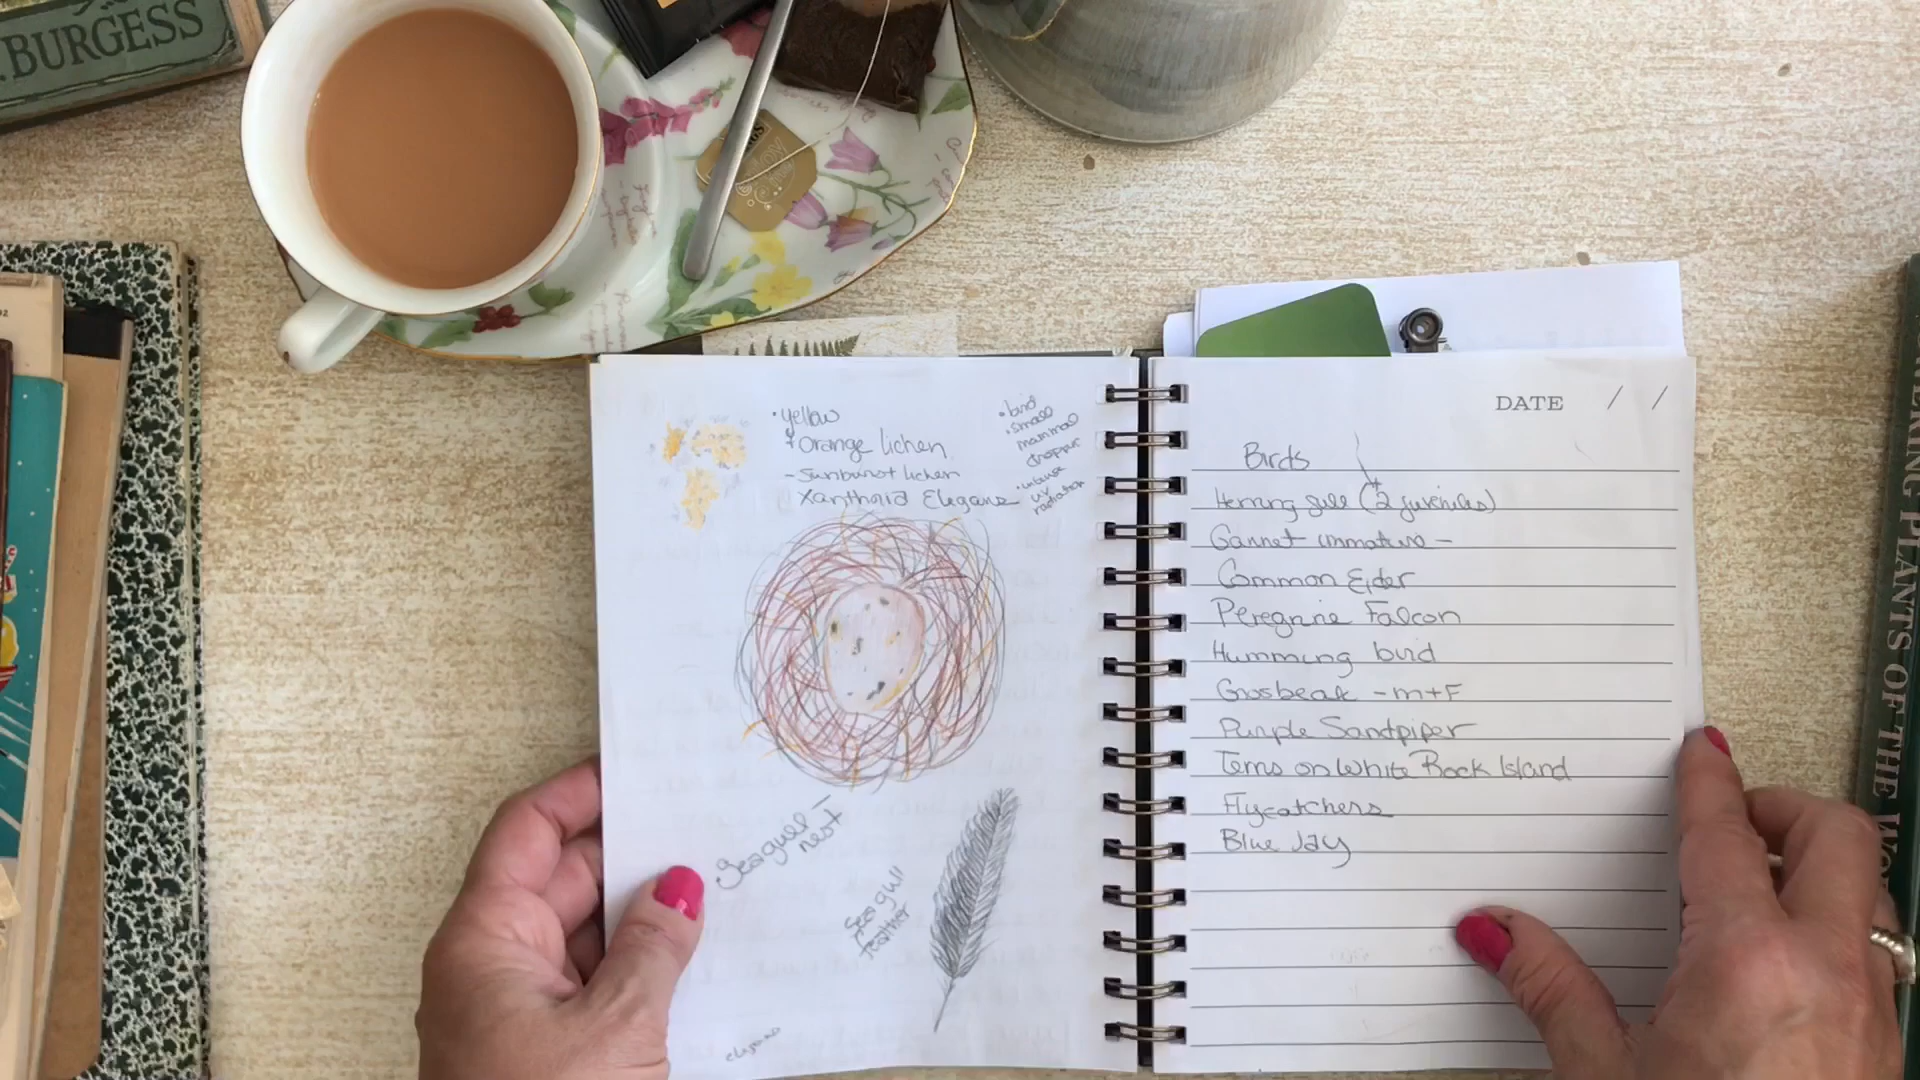 . BURGESS
• yellow
+ Orange lichen
- Sunburst lichen
Xanthoria Elegans
• bird
• small
mammal
droppings
• intense
UV
radiation
Seagull
nest
Seagull
feather
elegans
DATE / /
Birds
Herring gull (2 juveniles)
Gannet immature -
Common Eider
Peregrine Falcon
Humming bird
Grosbeak - m+F
Purple Sandpiper
Terns on White Rock Island
Flycatchers
Blue Jay
PLANTS OF THE